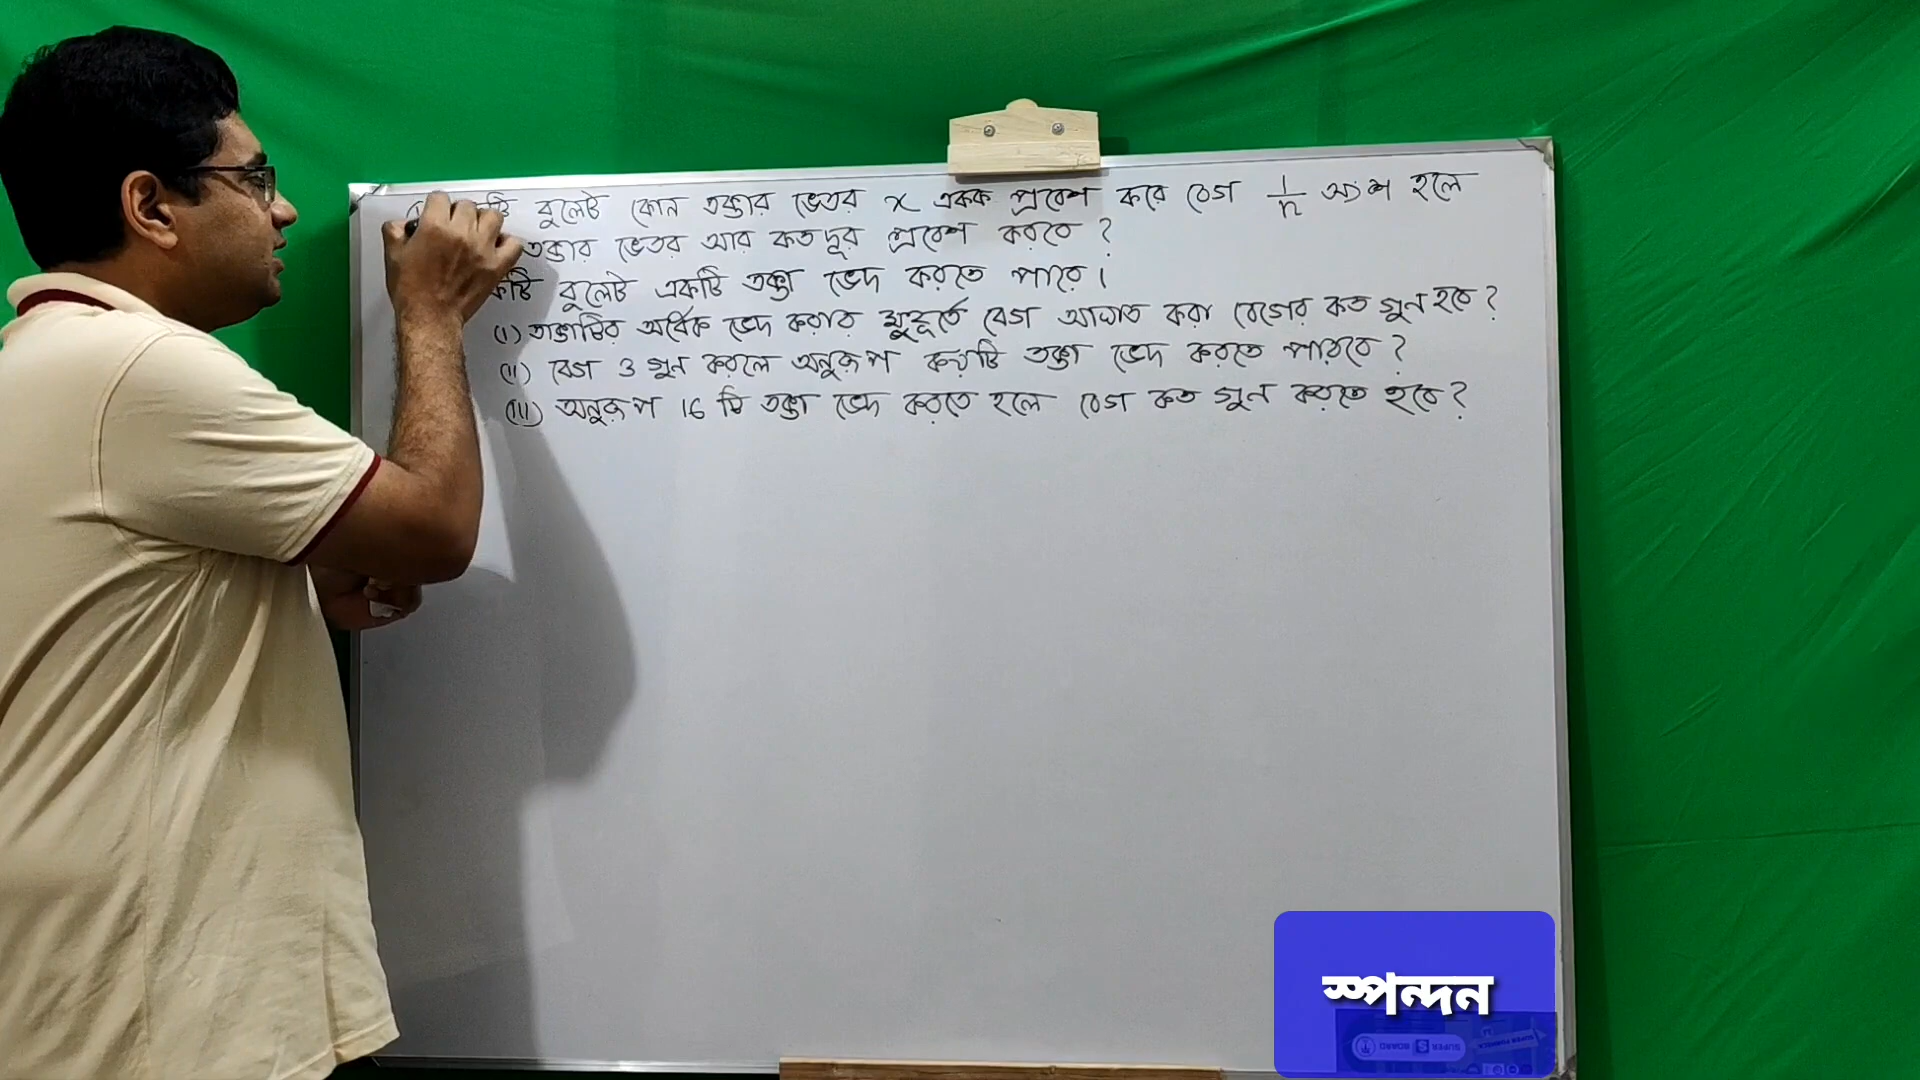 বুলেট কোন তক্তার ভেতর x একক প্রবেশ করে বেগ 1/n অংশ হলে
তক্তার ভেতর আর কতদূর প্রবেশ করবে ?
বুলেট একটি তক্তা ভেদ করতে পারে।
(i) তক্তাটির অর্ধেক ভেদ করার মুহূর্তে বেগ আঘাত করা বেগের কত গুন হবে ?
(ii) বেগ 3 গুন করলে অনুরূপ কয়টি তক্তা ভেদ করতে পারবে ?
(iii) অনুরূপ 16 টি তক্তা ভেদ করতে হলে বেগ কত গুন করতে হবে ?
স্পন্দন
SUPER BOARD